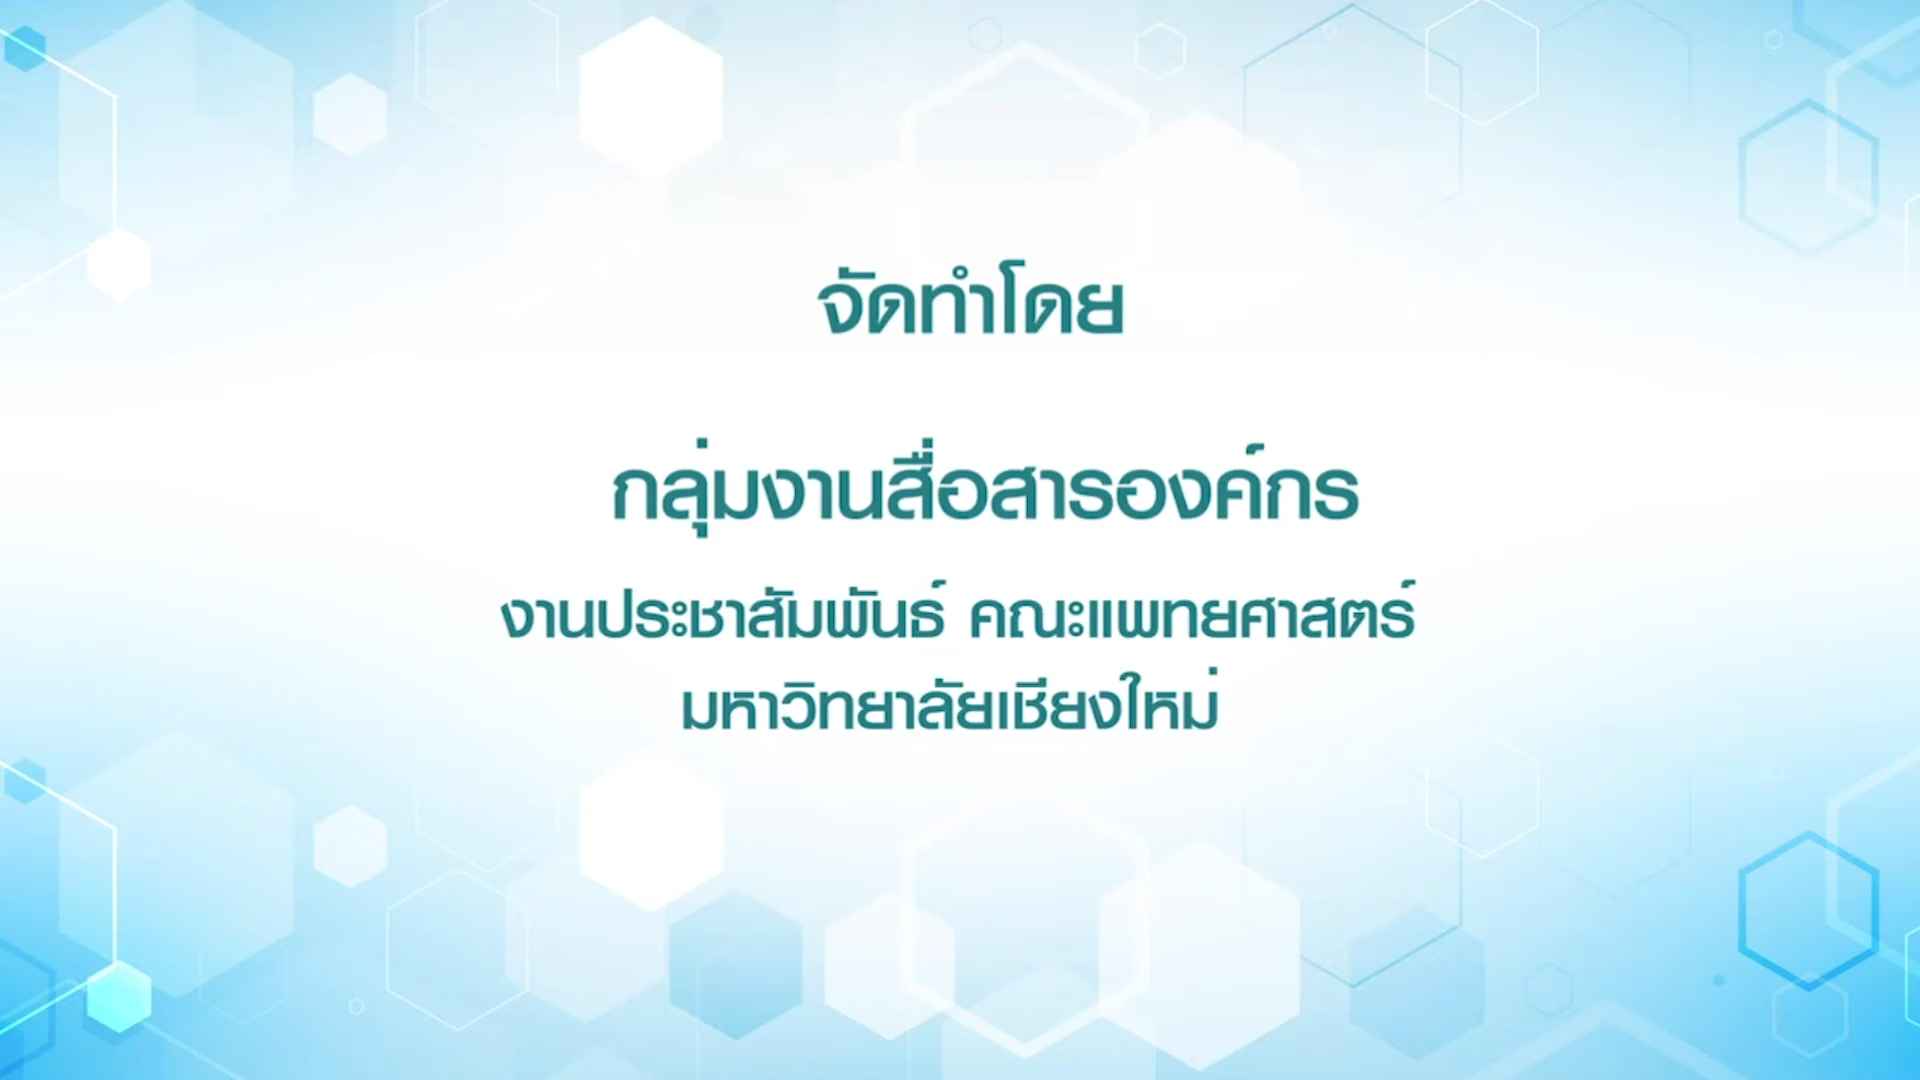 จัดทำโดย
กลุ่มงานสื่อสารองค์กร
งานประชาสัมพันธ์ คณะแพทยศาสตร์
มหาวิทยาลัยเชียงใหม่